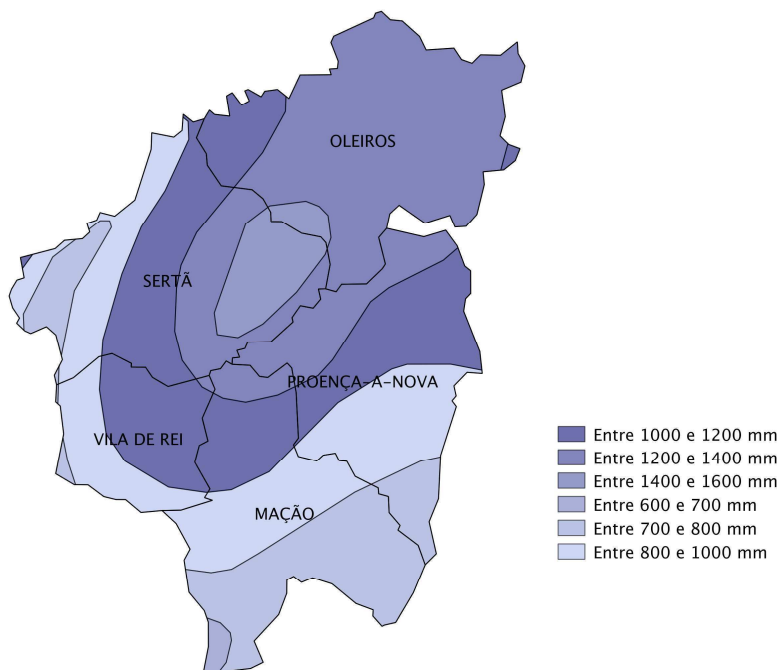 OLEIROS
SERTÃ
PROENÇA-A-NOVA
VILA DE REI
MAÇÃO
Entre 1000 e 1200 mm
Entre 1200 e 1400 mm
Entre 1400 e 1600 mm
Entre 600 e 700 mm
Entre 700 e 800 mm
Entre 800 e 1000 mm